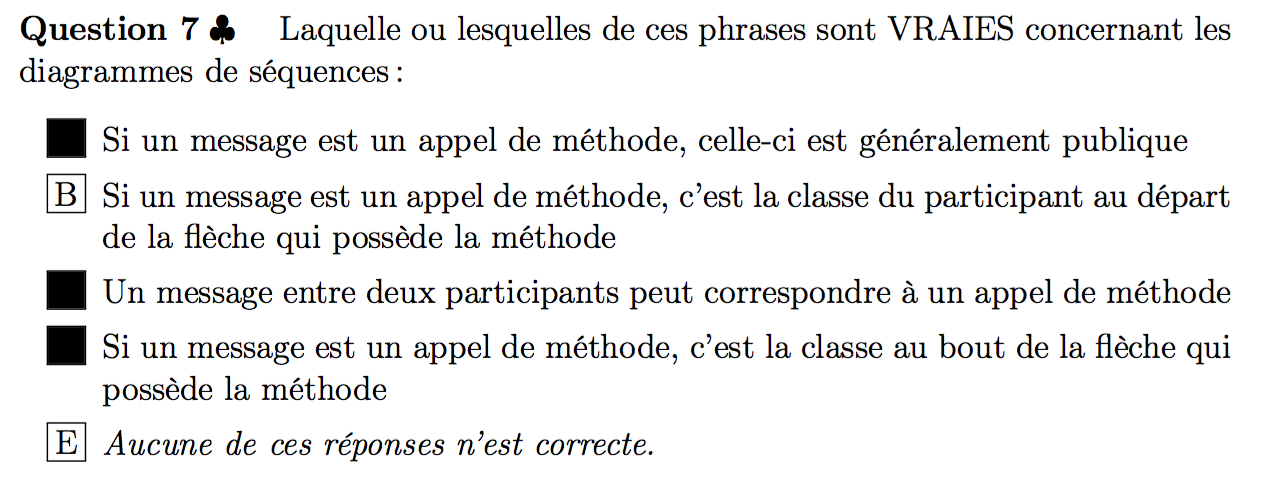 Question 7 ♣ Laquelle ou lesquelles de ces phrases sont VRAIES concernant les
diagrammes de séquences :
Si un message est un appel de méthode, celle-ci est généralement publique
B Si un message est un appel de méthode, c'est la classe du participant au départ
de la flèche qui possède la méthode
Un message entre deux participants peut correspondre à un appel de méthode
Si un message est un appel de méthode, c'est la classe au bout de la flèche qui
possède la méthode
E Aucune de ces réponses n'est correcte.